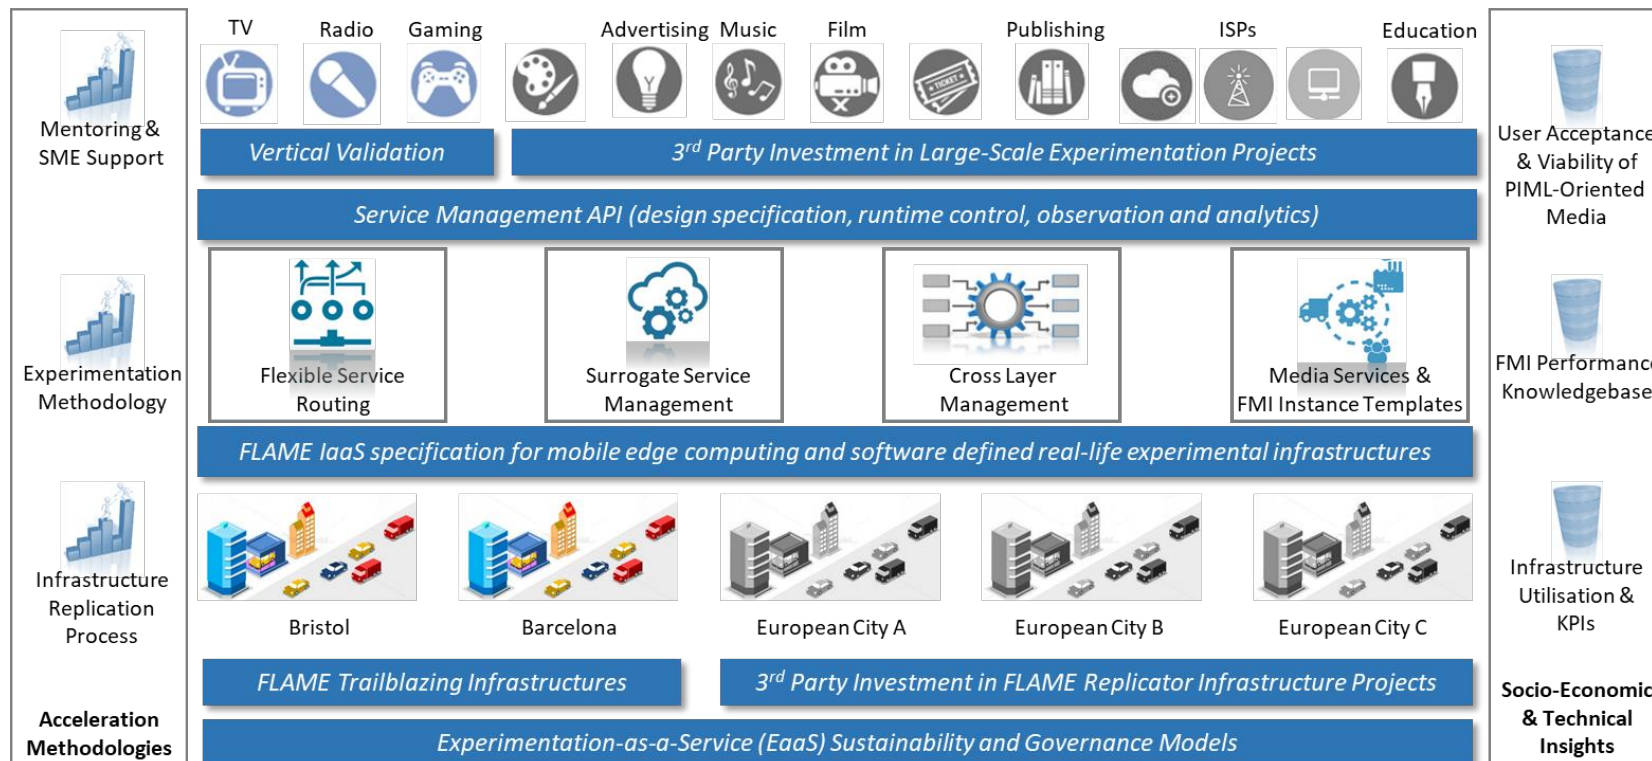 TV
Radio
Gaming
Advertising
Music
Film
Publishing
ISPs
Education
TICKET
Mentoring &
SME Support
Vertical Validation
3rd Party Investment in Large-Scale Experimentation Projects
User Acceptance
& Viability of
PIML-Oriented
Media
Service Management API (design specification, runtime control, observation and analytics)
Experimentation
Methodology
Flexible Service
Routing
Surrogate Service
Management
Cross Layer
Management
Media Services &
FMI Instance Templates
FMI Performance
Knowledgebase
FLAME IaaS specification for mobile edge computing and software defined real-life experimental infrastructures
Infrastructure
Replication
Process
Bristol
Barcelona
European City A
European City B
European City C
Infrastructure
Utilisation &
KPIs
FLAME Trailblazing Infrastructures
3rd Party Investment in FLAME Replicator Infrastructure Projects
Acceleration
Methodologies
Experimentation-as-a-Service (EaaS) Sustainability and Governance Models
Socio-Economic
& Technical
Insights